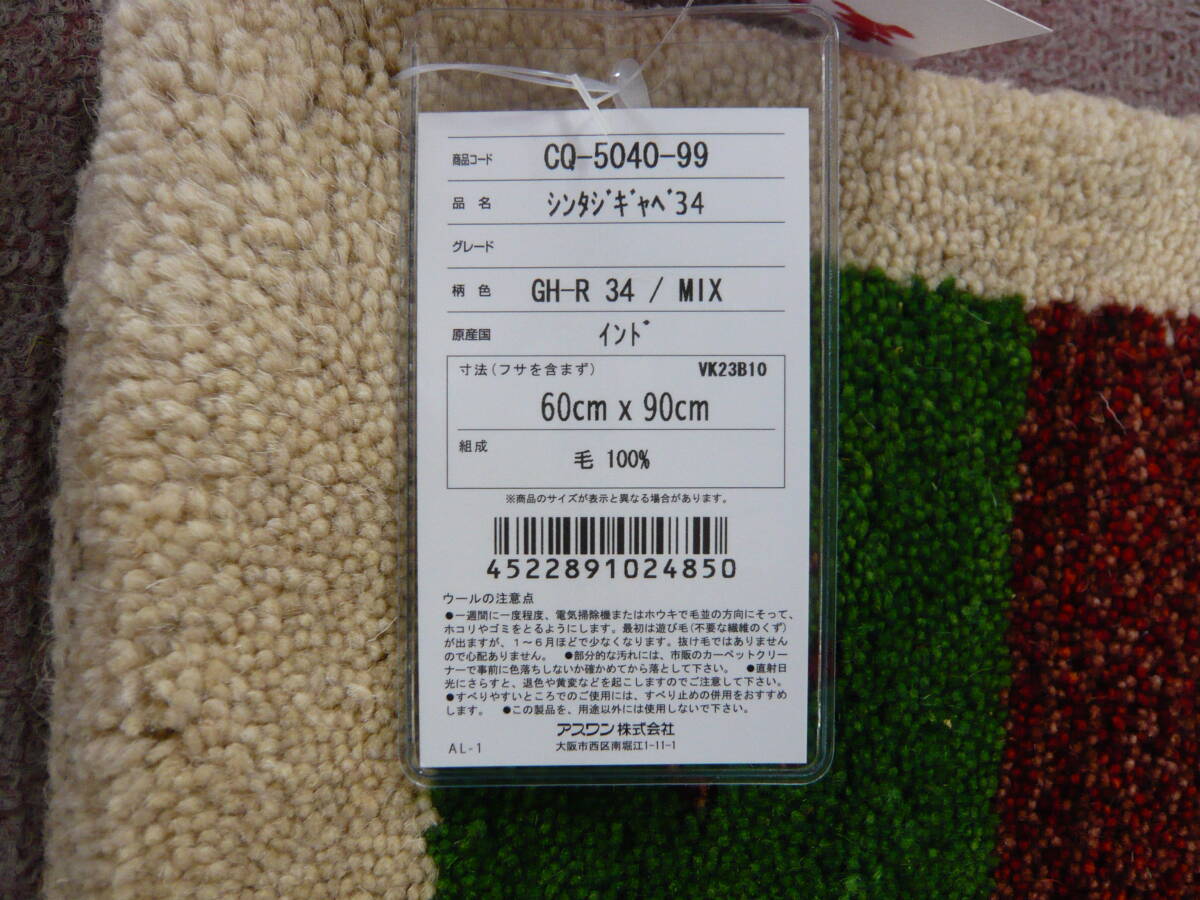 商品コード CQ-5040-99
品名 シンタジギャベ34
グレード
柄色 GH-R 34 / MIX
原産国 インド
寸法(フサを含まず) VK23B10
60cm x 90cm
組成 毛 100%
※商品のサイズが表示と異なる場合があります。
4522891024850
ウールの注意点
●一週間に一度程度、電気掃除機またはホウキで毛並の方向にそって、
ホコリやゴミをとるようにします。最初は遊び毛(不要な繊維のくず)
が出ますが、1〜6月ほどで少なくなります。抜け毛ではありません
ので心配ありません。 ●部分的な汚れには、市販のカーペットクリー
ナーで事前に色落ちしないか確かめてから落として下さい。 ●直射日
光にさらすと、退色や黄変などを起こしますのでご注意して下さい。
●すべりやすいところでのご使用には、すべり止めの併用をおすすめ
します。 ●この製品を、用途以外には使用しないで下さい。
アスワン株式会社
AL-1 大阪市西区南堀江1-11-1